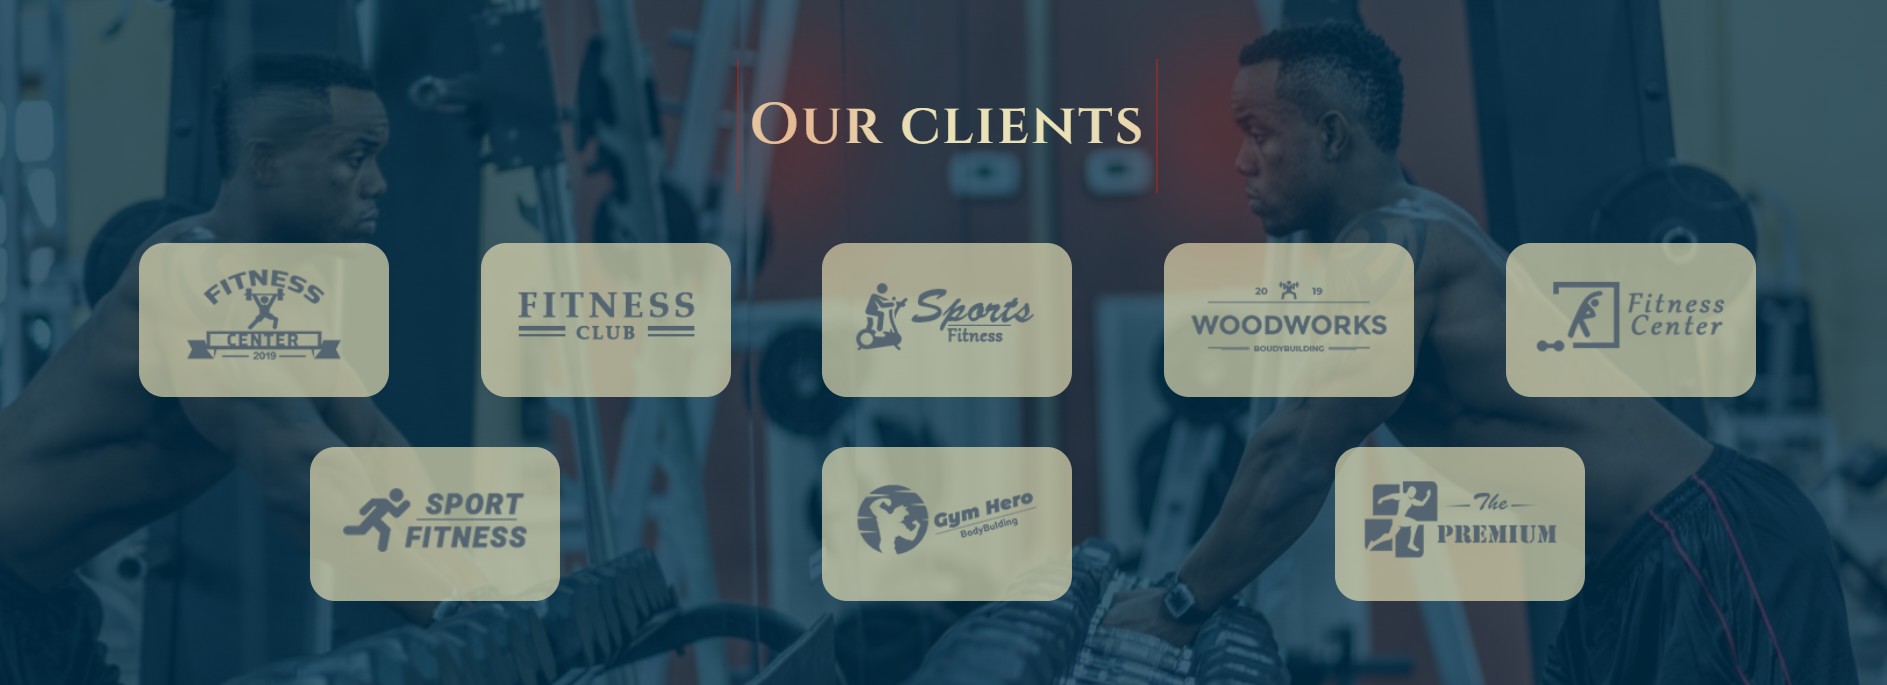 Our clients
FITNESS
CENTER
2019
FITNESS
CLUB
Sports
Fitness
20 19
WOODWORKS
BOUDYBUILDING
Fitness
Center
SPORT
FITNESS
Gym Hero
BodyBulding
The
PREMIUM